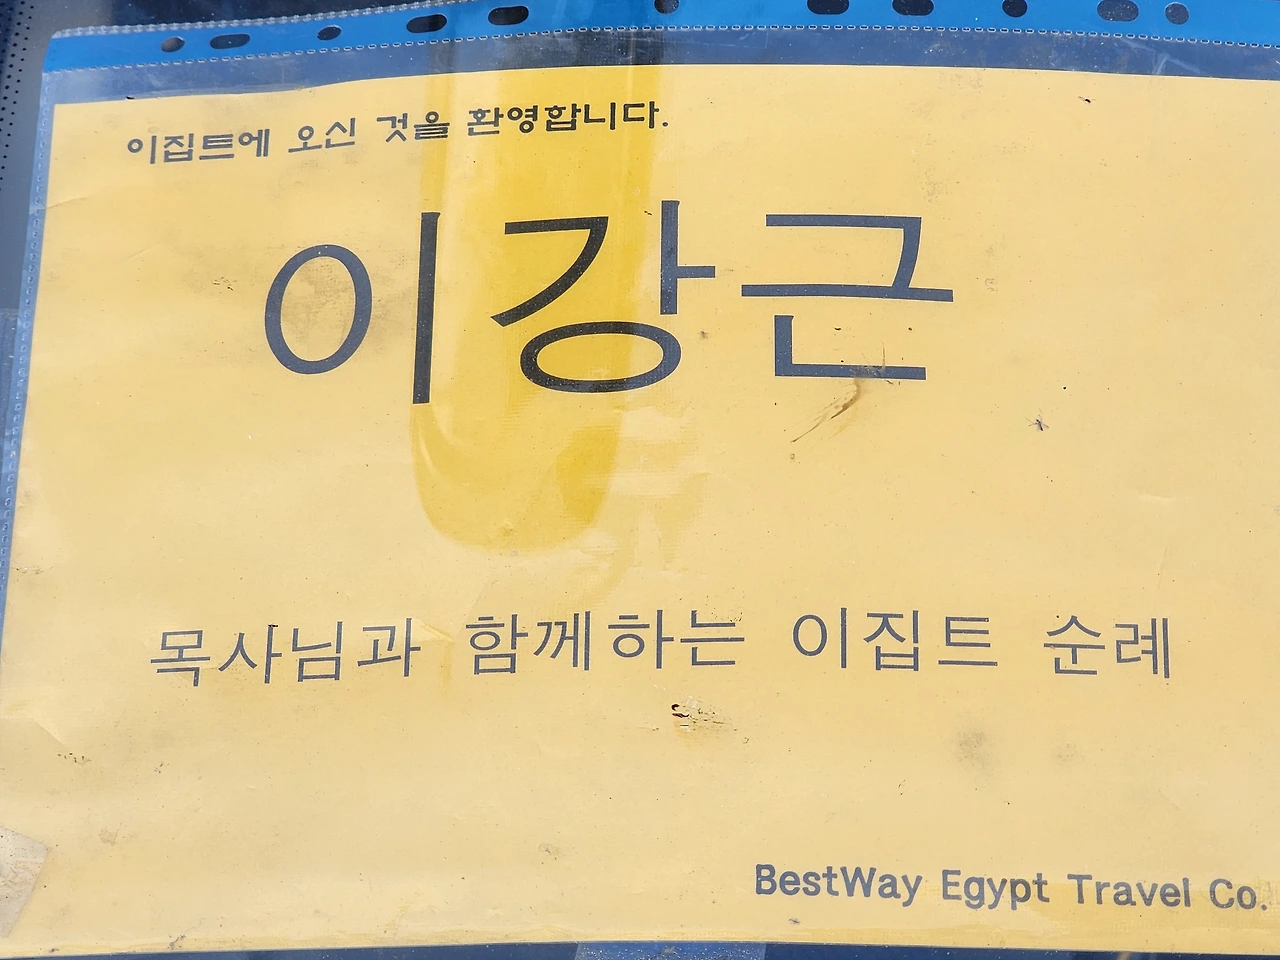 이집트에 오신 것을 환영합니다.
이강근
목사님과 함께하는 이집트 순례
BestWay Egypt Travel Co.